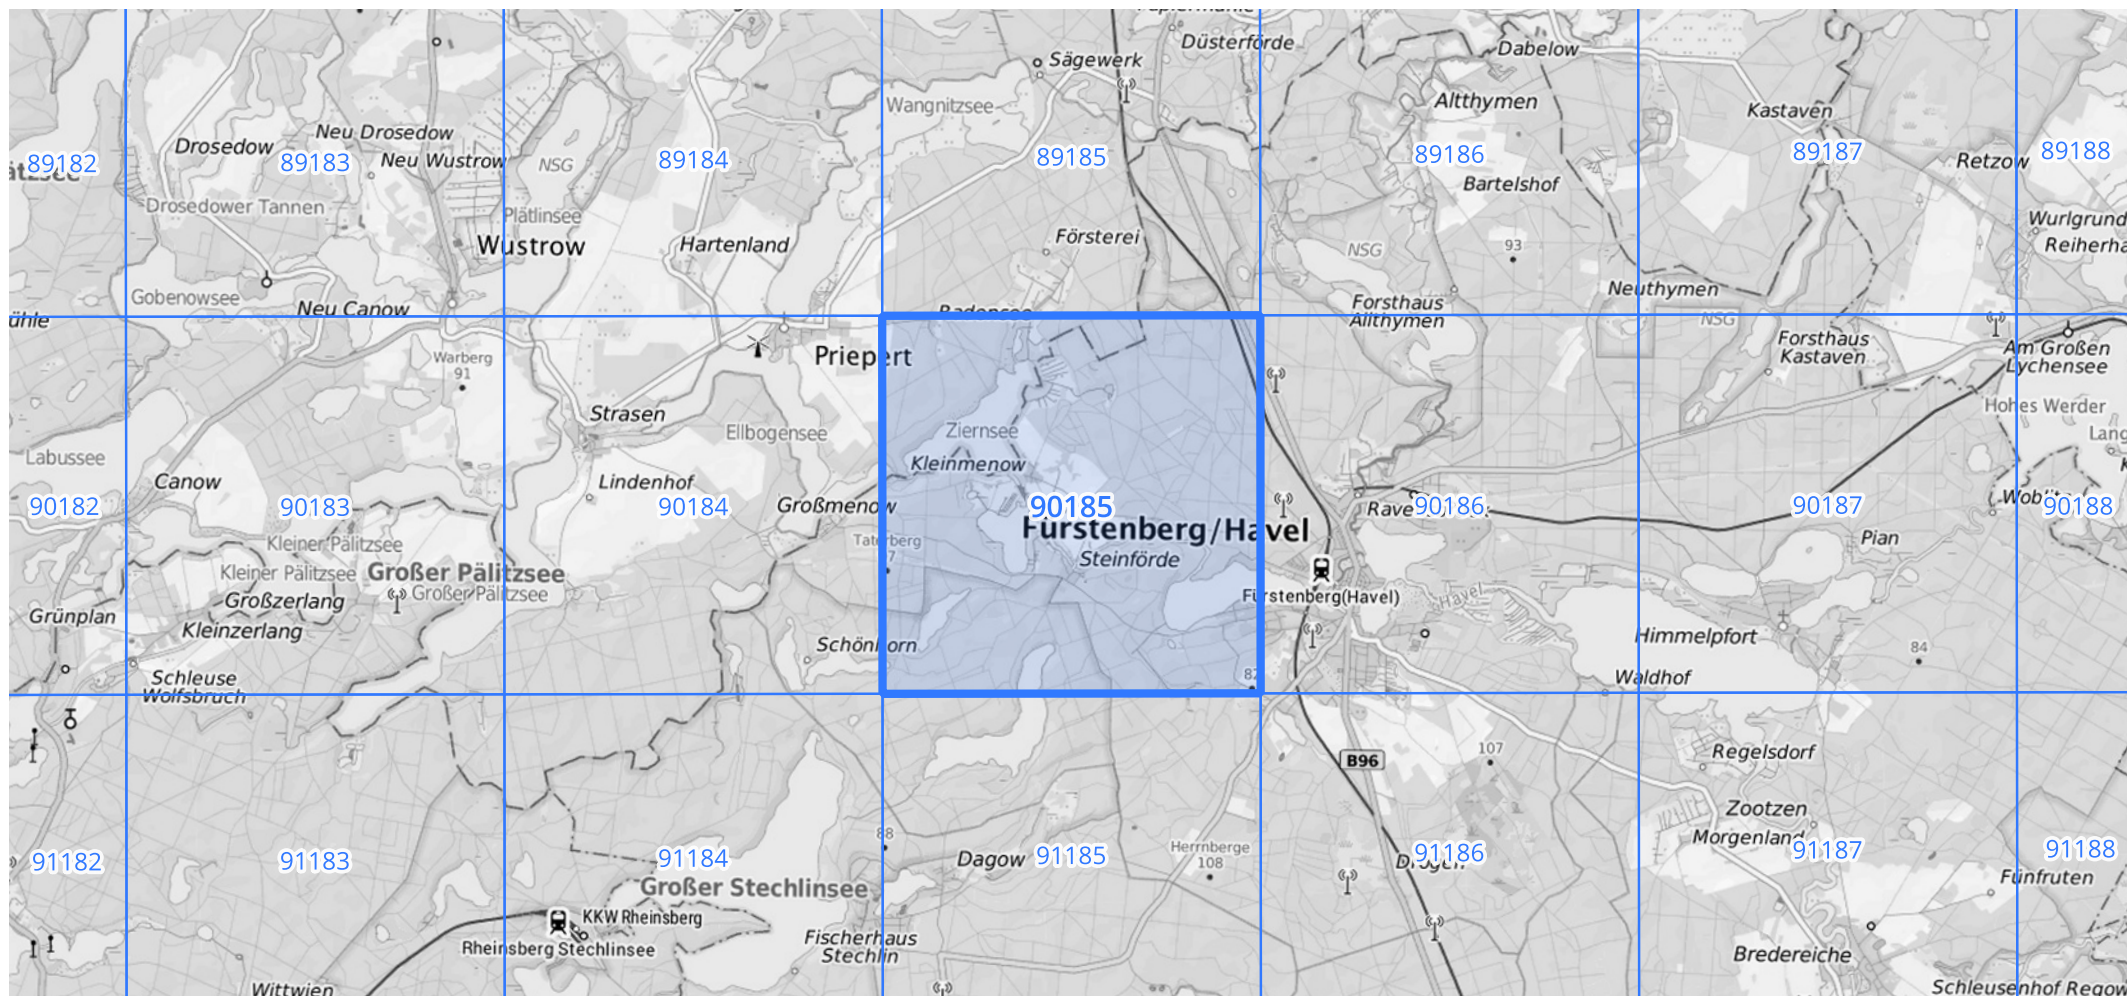 Düsterförde
Dabelow
Sägewerk
Wangnitzsee
Altthymen
Kastaven
Drosedow
Neu Drosedow
Neu Wustrow
NSG
89182
89183
89184
89185
89186
89187
89188
Retzow
Bartelshof
Drosedower Tannen
Plätlinsee
Wustrow
Hartenland
Försterei
NSG
93
Wurlgrund
Gobenowsee
Neu Canow
Forsthaus
Altthymen
Neuthymen
NSG
Priepert
Warberg
91
Forsthaus
Kastaven
Am Großen
Lychensee
Strasen
Ellbogensee
Ziernsee
Hohes Werder
Labussee
Canow
Lindenhof
Großmenow
Kleinmenow
90182
90183
90184
90185
90186
90187
90188
Fürstenberg/Havel
Steinförde
Pian
Kleiner Pälitzsee
Kleiner Pälitzsee
Großer Pälitzsee
Großer Pälitzsee
Großzerlang
Kleinzerlang
Grünplan
Fürstenberg(Havel)
Havel
Himmelpfort
84
Schönhorn
Waldhof
Schleuse
Wolfsbruch
B96
107
Regelsdorf
Zootzen
Morgenland
88
Dagow
Herrnberge
108
91182
91183
91184
91185
91186
91187
91188
Drögen
Fünfruten
Großer Stechlinsee
KKW Rheinsberg
Rheinsberg Stechlinsee
Fischerhaus
Stechlin
Bredereiche
Wittwien
Schleusenhof Regow